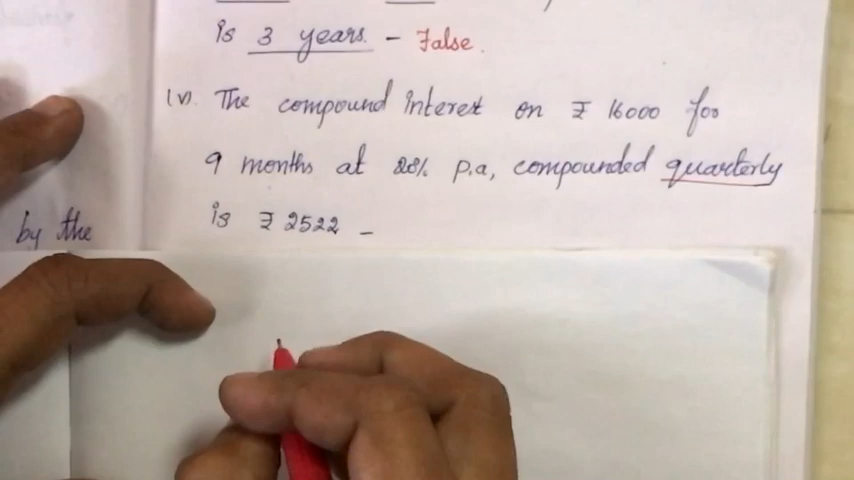 is 3 years. - False.
(v). The compound interest on ₹ 16000 for
9 months at 20% p.a, compounded quarterly
is ₹ 2522 -
by the